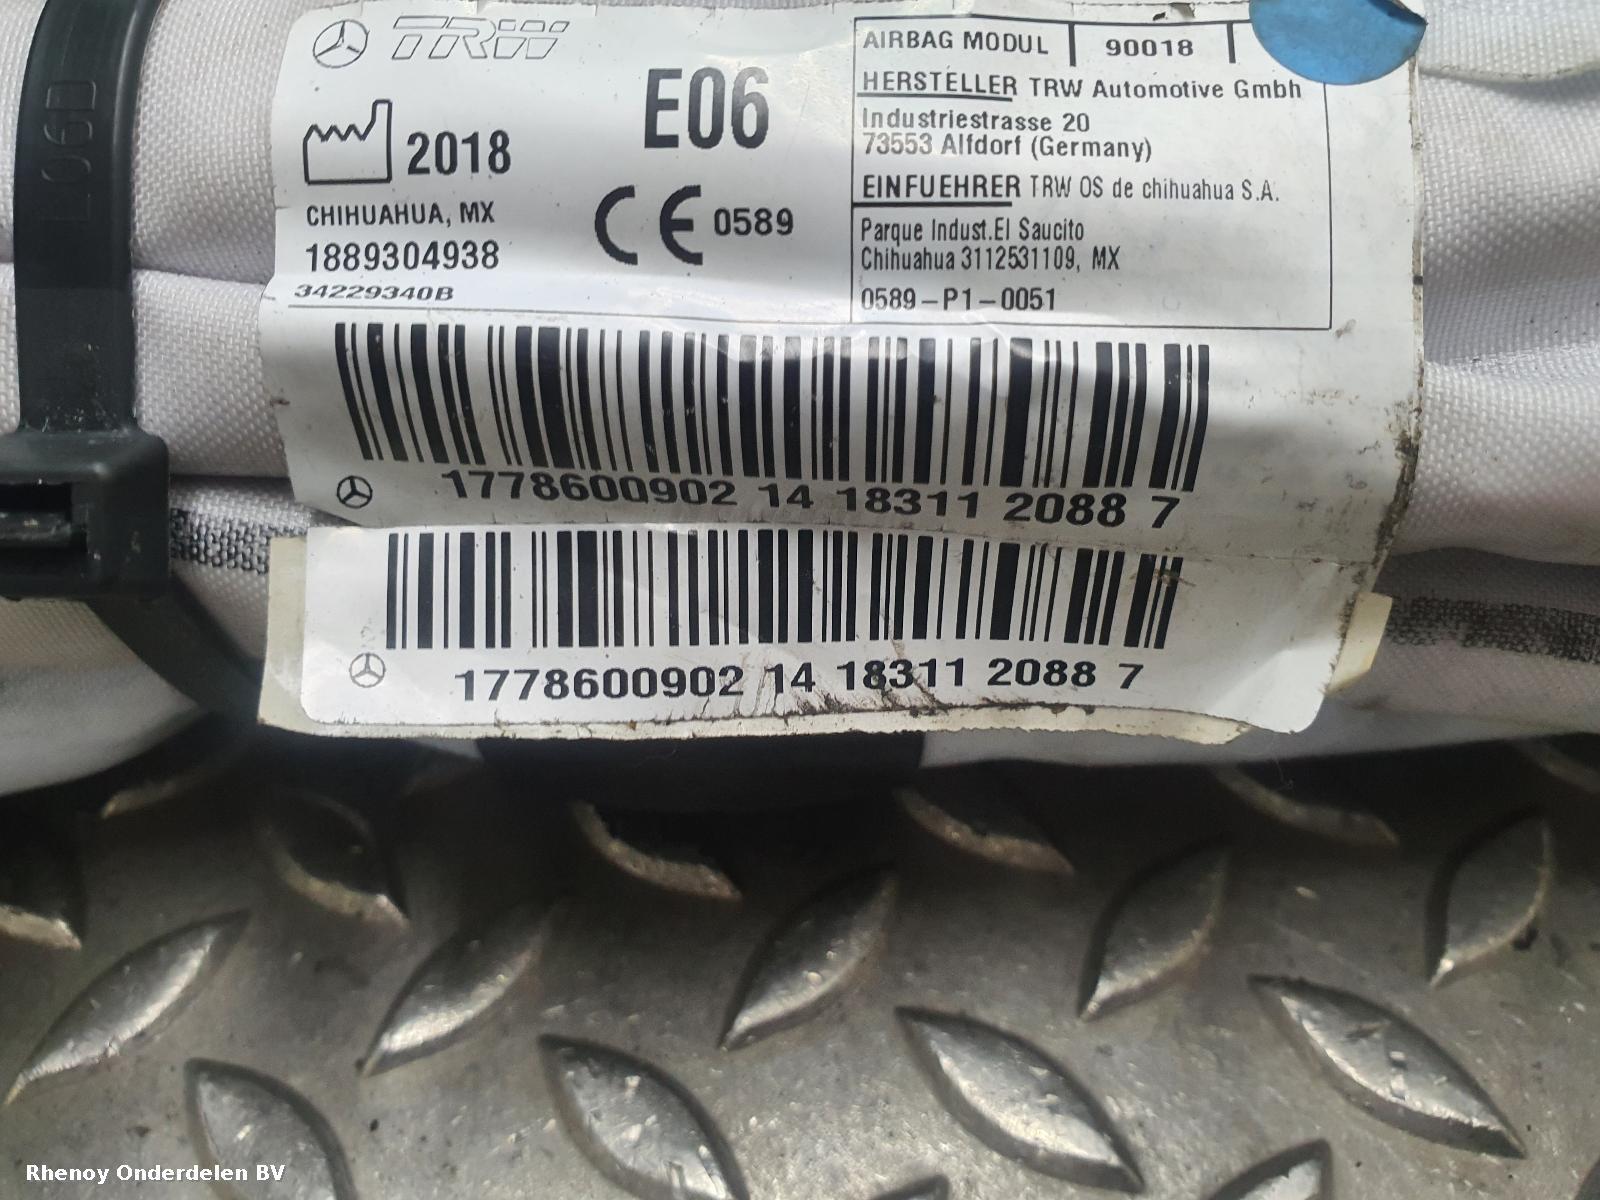 TRW
2018
E06
CE 0589
CHIHUAHUA, MX
1889304938
34229340B
AIRBAG MODUL 90018
HERSTELLER TRW Automotive Gmbh
Industriestrasse 20
73553 Alfdorf (Germany)
EINFUEHRER TRW OS de chihuahua S.A.
Parque Indust.El Saucito
Chihuahua 3112531109, MX
0589-P1-0051
1778600902 14 18311 2088 7
1778600902 14 18311 2088 7
Rhenoy Onderdelen BV